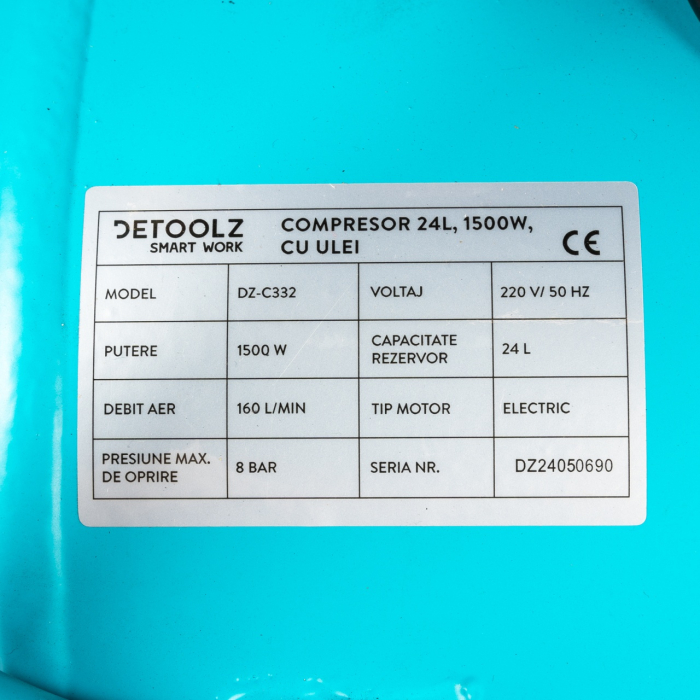 DETOOLZ
SMART WORK
COMPRESOR 24L, 1500W,
CU ULEI
CE
MODEL DZ-C332 VOLTAJ 220 V/ 50 HZ
PUTERE 1500 W CAPACITATE REZERVOR 24 L
DEBIT AER 160 L/MIN TIP MOTOR ELECTRIC
PRESIUNE MAX. DE OPRIRE 8 BAR SERIA NR. DZ24050690